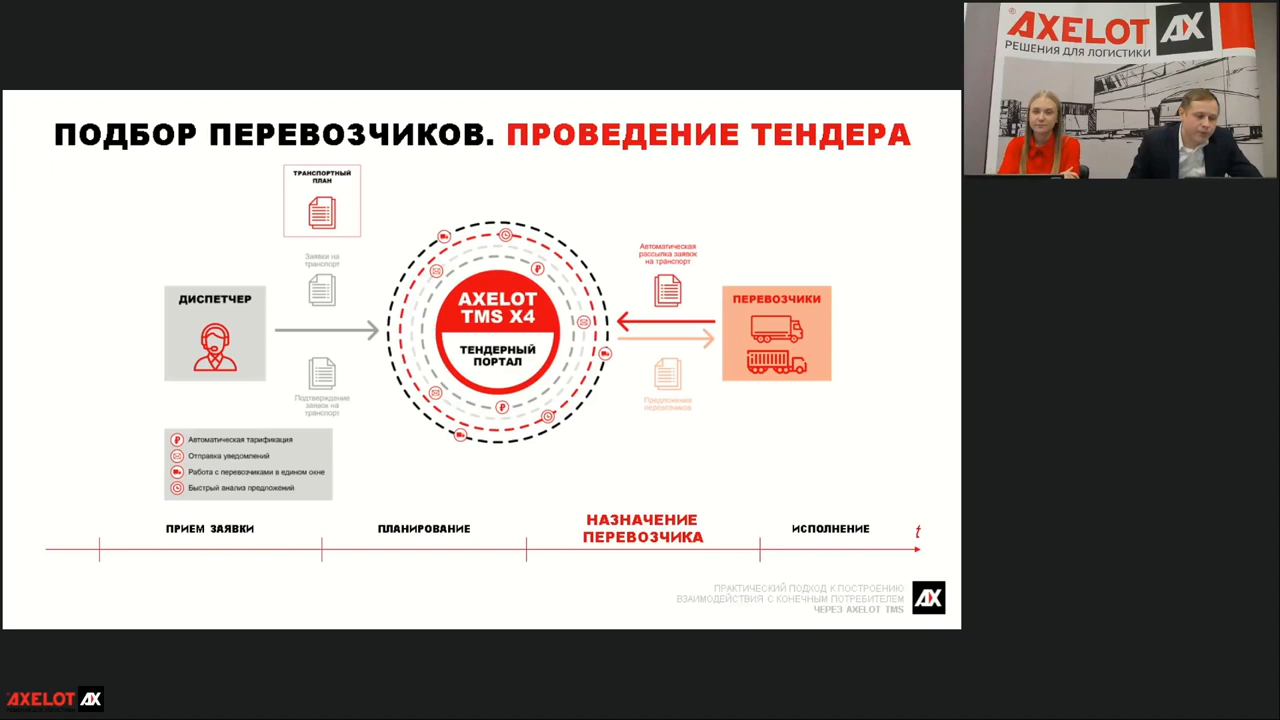 ПОДБОР ПЕРЕВОЗЧИКОВ. ПРОВЕДЕНИЕ ТЕНДЕРА
ТРАНСПОРТНЫЙ
ПЛАН
Заявки на
транспорт
ДИСПЕТЧЕР
Подтверждение
заявок на
транспорт
AXELOT
TMS X4
ТЕНДЕРНЫЙ
ПОРТАЛ
Автоматическая
рассылка заявок
на транспорт
ПЕРЕВОЗЧИКИ
Предложения
перевозчиков
Автоматическая тарификация
Отправка уведомлений
Работа с перевозчиками в едином окне
Быстрый анализ предложений
ПРИЕМ ЗАЯВКИ
ПЛАНИРОВАНИЕ
НАЗНАЧЕНИЕ
ПЕРЕВОЗЧИКА
ИСПОЛНЕНИЕ
t
ПРАКТИЧЕСКИЙ ПОДХОД К ПОСТРОЕНИЮ
ВЗАИМОДЕЙСТВИЯ С КОНЕЧНЫМ ПОТРЕБИТЕЛЕМ
ЧЕРЕЗ AXELOT TMS
AX
®AXELOT AX
РЕШЕНИЯ ДЛЯ ЛОГИСТИКИ
®AXELOT AX